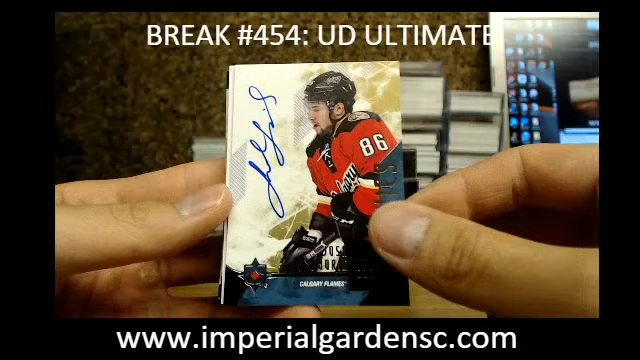 BREAK #454: UD ULTIMATE
86
CALGARY FLAMES
www.imperialgardensc.com